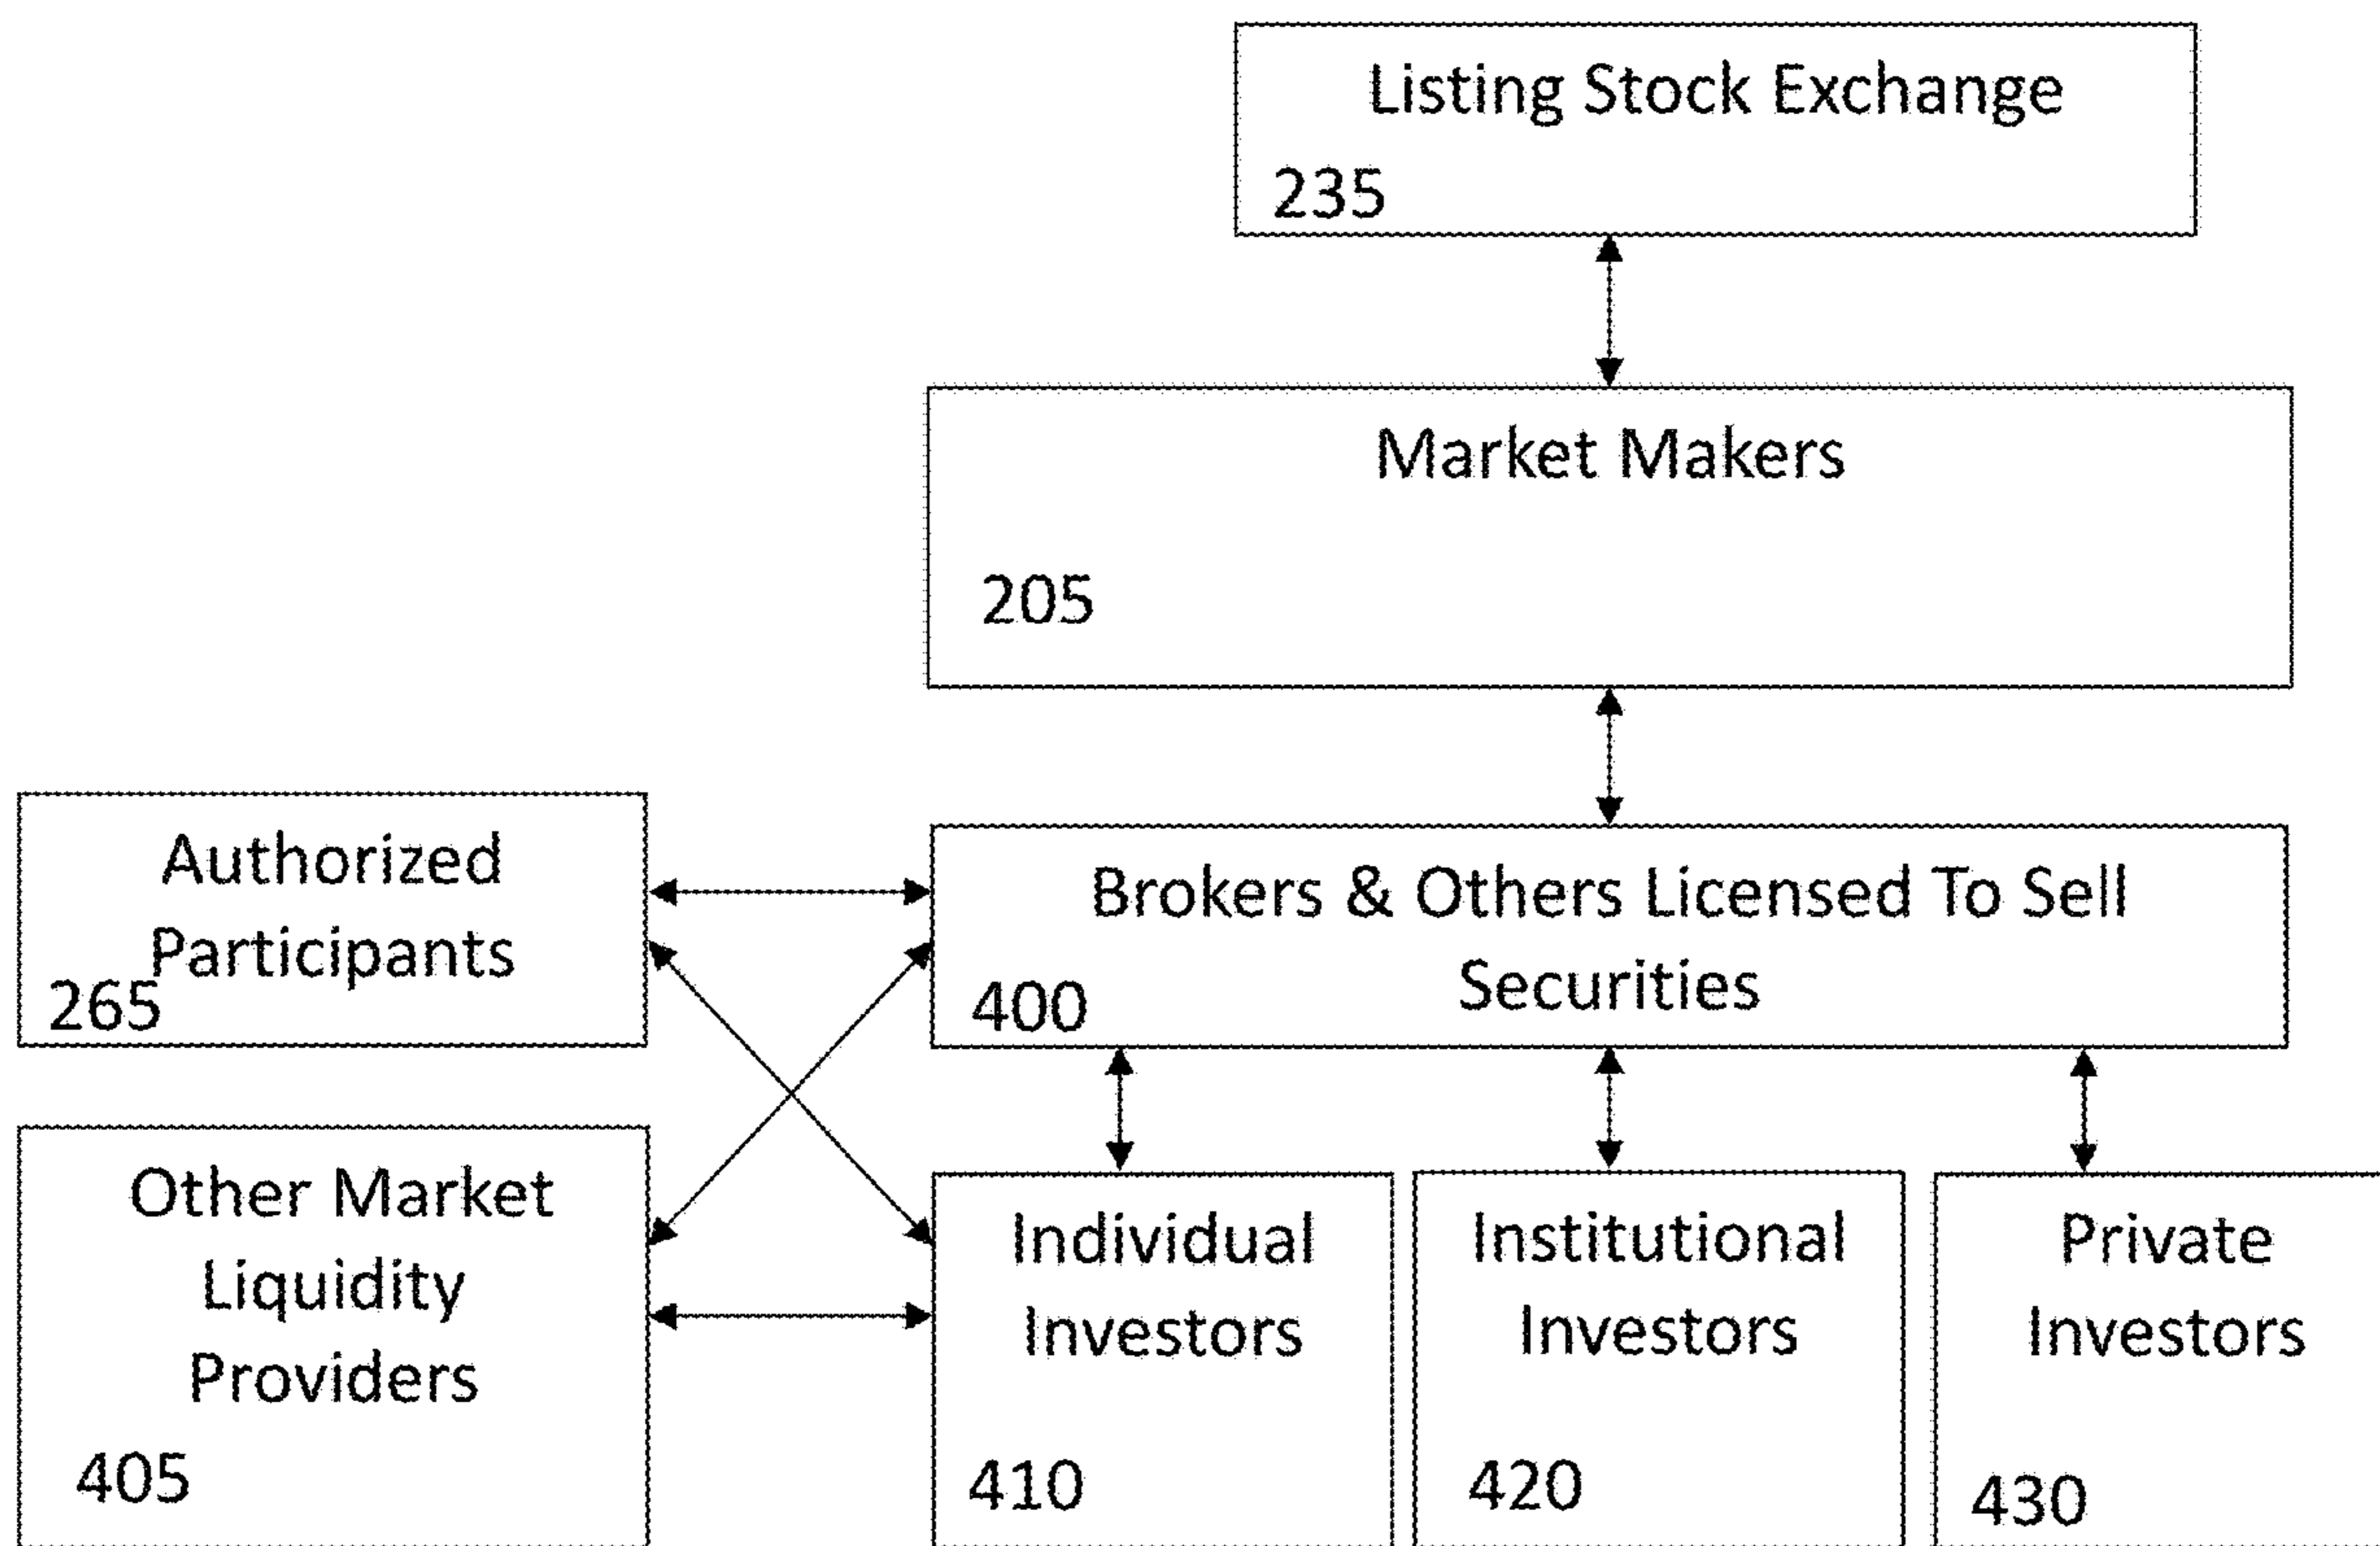 Listing Stock Exchange
235
Market Makers
205
Authorized
Participants
265
Brokers & Others Licensed To Sell
Securities
400
Other Market
Liquidity
Providers
405
Individual
Investors
410
Institutional
Investors
420
Private
Investors
430